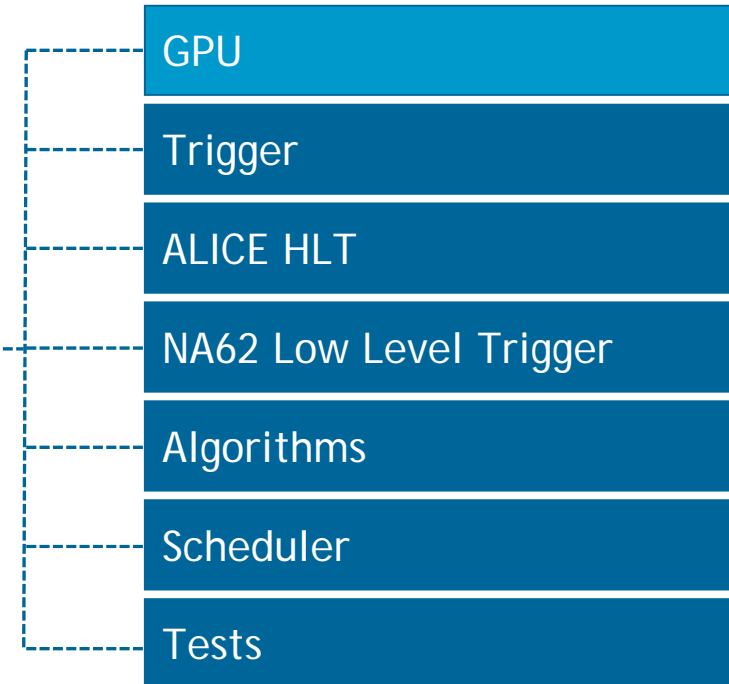 GPU
Trigger
ALICE HLT
NA62 Low Level Trigger
Algorithms
Scheduler
Tests